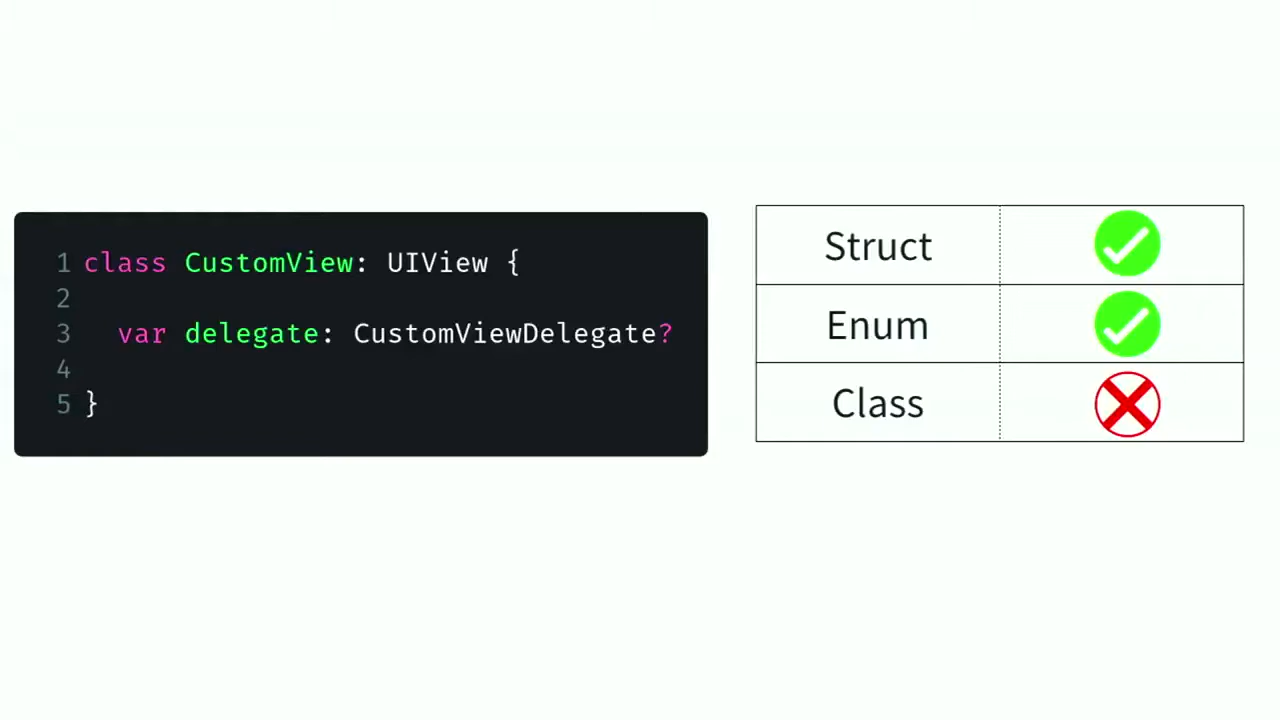 1 class CustomView: UIView {
2
3 var delegate: CustomViewDelegate?
4
5 }
Struct
Enum
Class